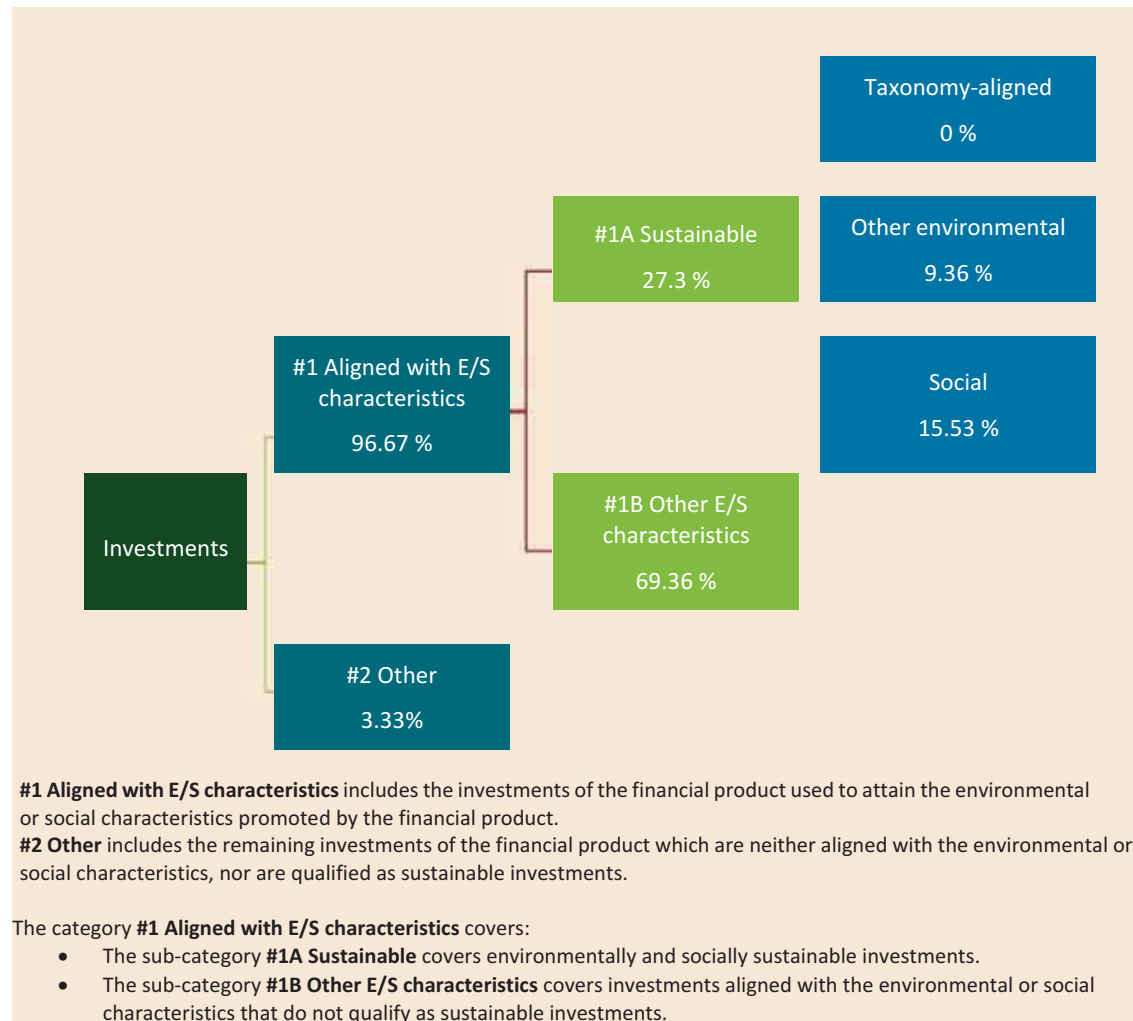 Taxonomy-aligned
0 %
#1A Sustainable
27.3 %
Other environmental
9.36 %
#1 Aligned with E/S
characteristics
96.67 %
Social
15.53 %
Investments
#1B Other E/S
characteristics
69.36 %
#2 Other
3.33%
#1 Aligned with E/S characteristics includes the investments of the financial product used to attain the environmental
or social characteristics promoted by the financial product.
#2 Other includes the remaining investments of the financial product which are neither aligned with the environmental or
social characteristics, nor are qualified as sustainable investments.
The category #1 Aligned with E/S characteristics covers:
• The sub-category #1A Sustainable covers environmentally and socially sustainable investments.
• The sub-category #1B Other E/S characteristics covers investments aligned with the environmental or social
characteristics that do not qualify as sustainable investments.